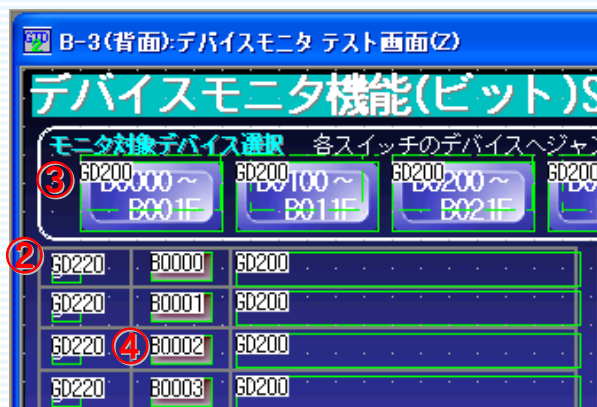 B-3(背面):デバイスモニタ テスト画面(Z)
デバイスモニタ機能(ビット)S
モニタ対象デバイス選択 各スイッチのデバイスへジャ
③ GD200 B0000~ B001F GD200 B0100~ B011F GD200 B0200~ B021F GD200
② GD220 B0000 GD200
GD220 B0001 GD200
GD220 ④ B0002 GD200
GD220 B0003 GD200